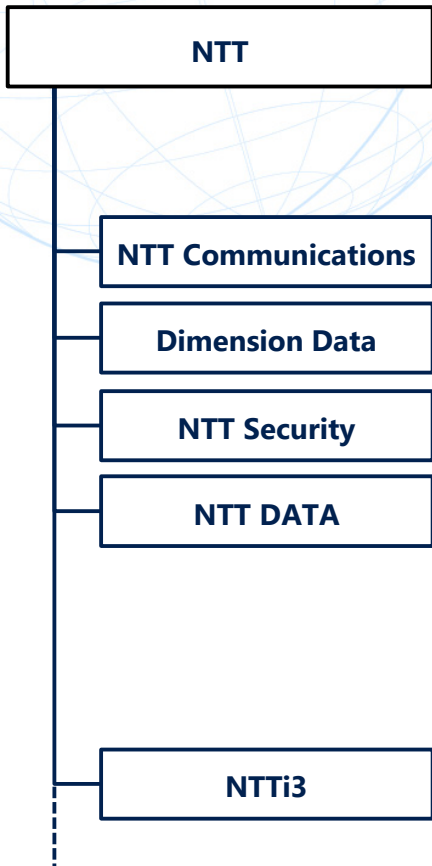 NTT
NTT Communications
Dimension Data
NTT Security
NTT DATA
NTTi3